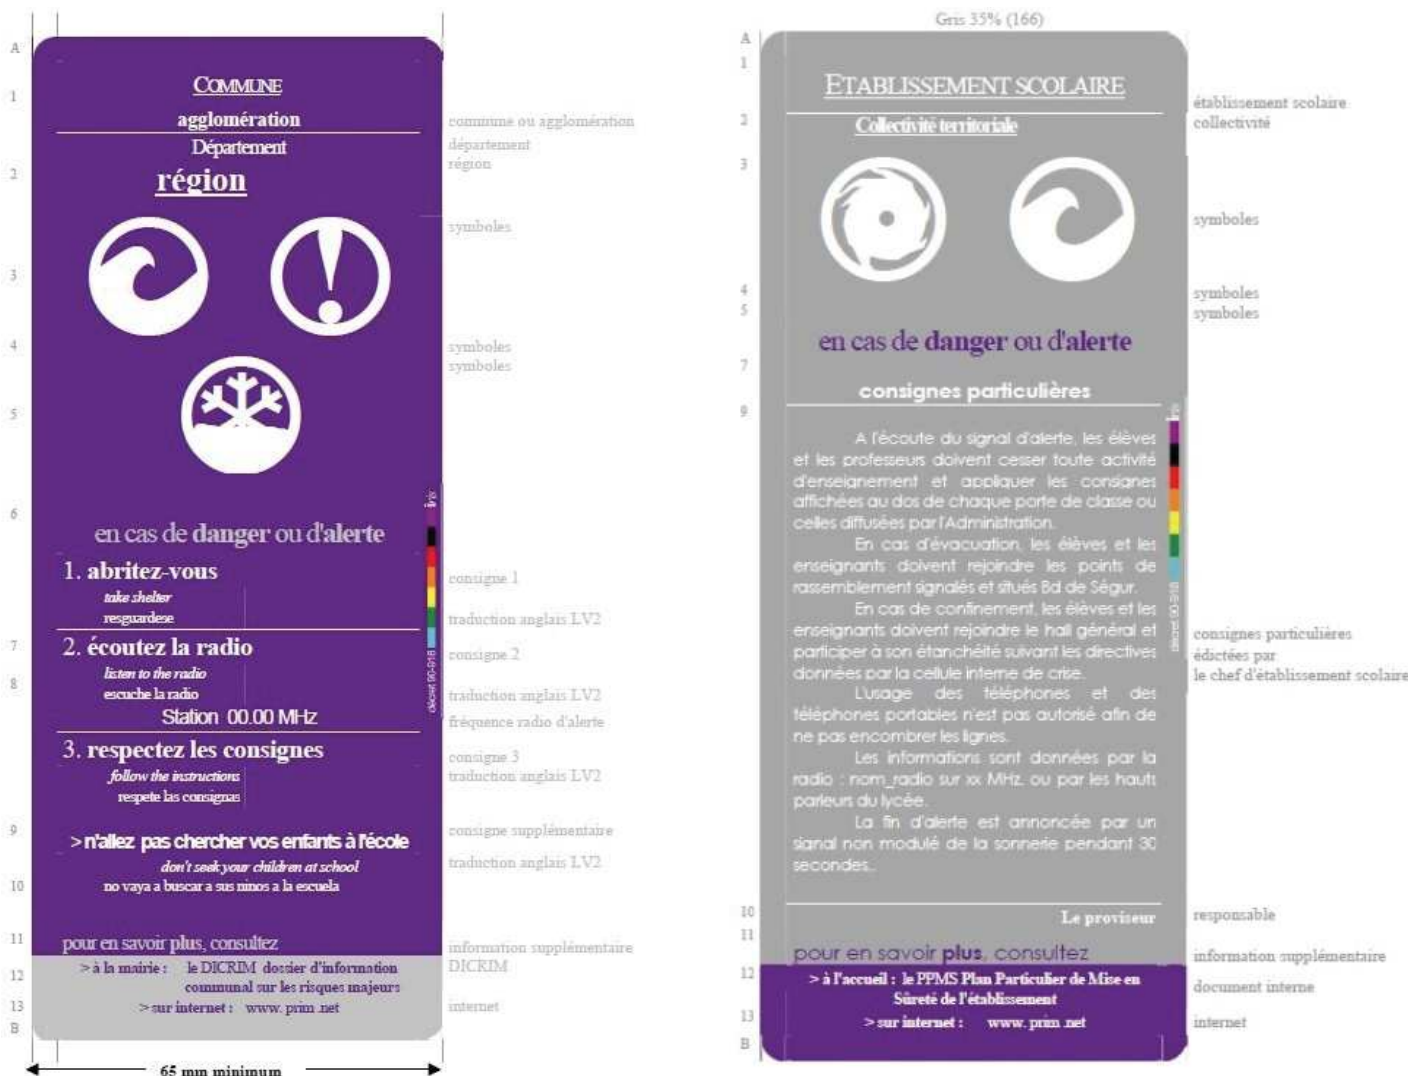 A
1
2
3
4
5
6
7
8
9
10
11
12
13
B
COMMUNE
agglomération
Département
région
en cas de danger ou d'alerte
1. abritez-vous
take shelter
resguardese
2. écoutez la radio
listen to the radio
escuche la radio
Station 00.00 MHz
3. respectez les consignes
follow the instructions
respete las consignas
> n'allez pas chercher vos enfants à l'école
don't seek your children at school
no vaya a buscar a sus ninos a la escuela
pour en savoir plus, consultez
> à la mairie : le DICRIM dossier d'information
communal sur les risques majeurs
> sur internet : www. prim .net
iris
décret 90-918
65 mm minimum
commune ou agglomération
département
région
symboles
symboles
symboles
consigne 1
traduction anglais LV2
consigne 2
traduction anglais LV2
fréquence radio d'alerte
consigne 3
traduction anglais LV2
consigne supplémentaire
traduction anglais LV2
information supplémentaire
DICRIM
internet
Gris 35% (166)
A
1
2
3
4
5
7
9
10
11
12
13
B
ETABLISSEMENT SCOLAIRE
Collectivité territoriale
en cas de danger ou d'alerte
consignes particulières
A l'écoute du signal d'alerte, les élèves
et les professeurs doivent cesser toute activité
d'enseignement et appliquer les consignes
affichées au dos de chaque porte de classe ou
celles diffusées par l'Administration.
En cas d'évacuation, les élèves et les
enseignants doivent rejoindre les points de
rassemblement signalés et situés Bd de Ségur.
En cas de confinement, les élèves et les
enseignants doivent rejoindre le hall général et
participer à son étanchéité suivant les directives
données par la cellule interne de crise.
L'usage des téléphones et des
téléphones portables n'est pas autorisé afin de
ne pas encombrer les lignes.
Les informations sont données par la
radio : nom_radio sur xx MHz. ou par les hauts
parleurs du lycée.
La fin d'alerte est annoncée par un
signal non modulé de la sonnerie pendant 30
secondes..
Le proviseur
pour en savoir plus, consultez
> à l'accueil : le PPMS Plan Particulier de Mise en
Sûreté de l'établissement
> sur internet : www. prim .net
iris
décret 90-918
établissement scolaire
collectivité
symboles
symboles
symboles
consignes particulières
édictées par
le chef d'établissement scolaire
responsable
information supplémentaire
document interne
internet